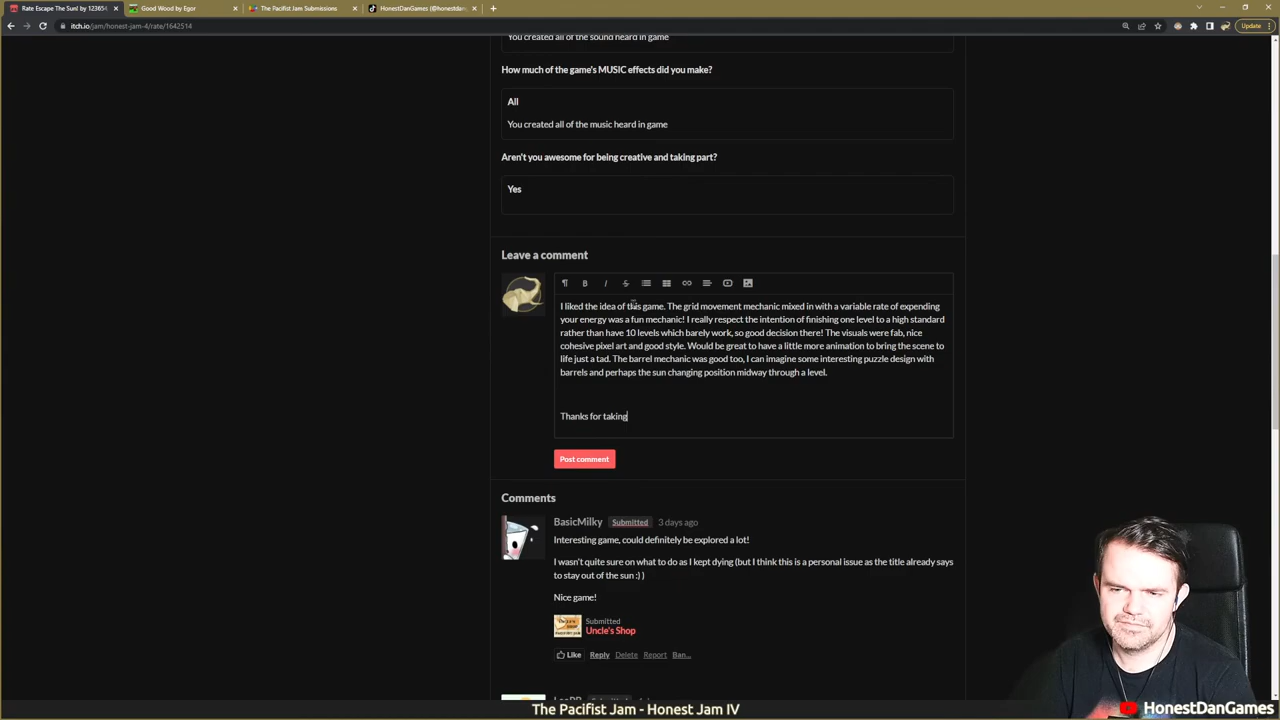 Rate Escape The Sun! by 123654
Good Wood by Egor
The Pacifist Jam Submissions
HonestDanGames (@honestdan
Update
itch.io/jam/honest-jam-4/rate/1642514
You created all of the sound heard in game
How much of the game's MUSIC effects did you make?
All
You created all of the music heard in game
Aren't you awesome for being creative and taking part?
Yes
Leave a comment
I liked the idea of this game. The grid movement mechanic mixed in with a variable rate of expending
your energy was a fun mechanic! I really respect the intention of finishing one level to a high standard
rather than have 10 levels which barely work, so good decision there! The visuals were fab, nice
cohesive pixel art and good style. Would be great to have a little more animation to bring the scene to
life just a tad. The barrel mechanic was good too, I can imagine some interesting puzzle design with
barrels and perhaps the sun changing position midway through a level.
Thanks for taking
Post comment
Comments
BasicMilky Submitted 3 days ago
Interesting game, could definitely be explored a lot!
I wasn't quite sure on what to do as I kept dying (but I think this is a personal issue as the title already says
to stay out of the sun :) )
Nice game!
Submitted
Uncle's Shop
Like Reply Delete Report Ban...
The Pacifist Jam - Honest Jam IV
HonestDanGames